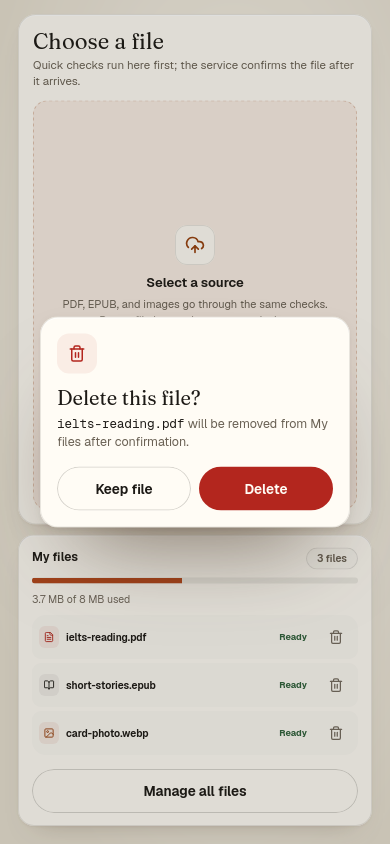 Choose a file
Quick checks run here first; the service confirms the file after
it arrives.
Select a source
PDF, EPUB, and images go through the same checks.
Delete this file?
ielts-reading.pdf will be removed from My
files after confirmation.
Keep file
Delete
My files
3 files
3.7 MB of 8 MB used
ielts-reading.pdf
Ready
short-stories.epub
Ready
card-photo.webp
Ready
Manage all files